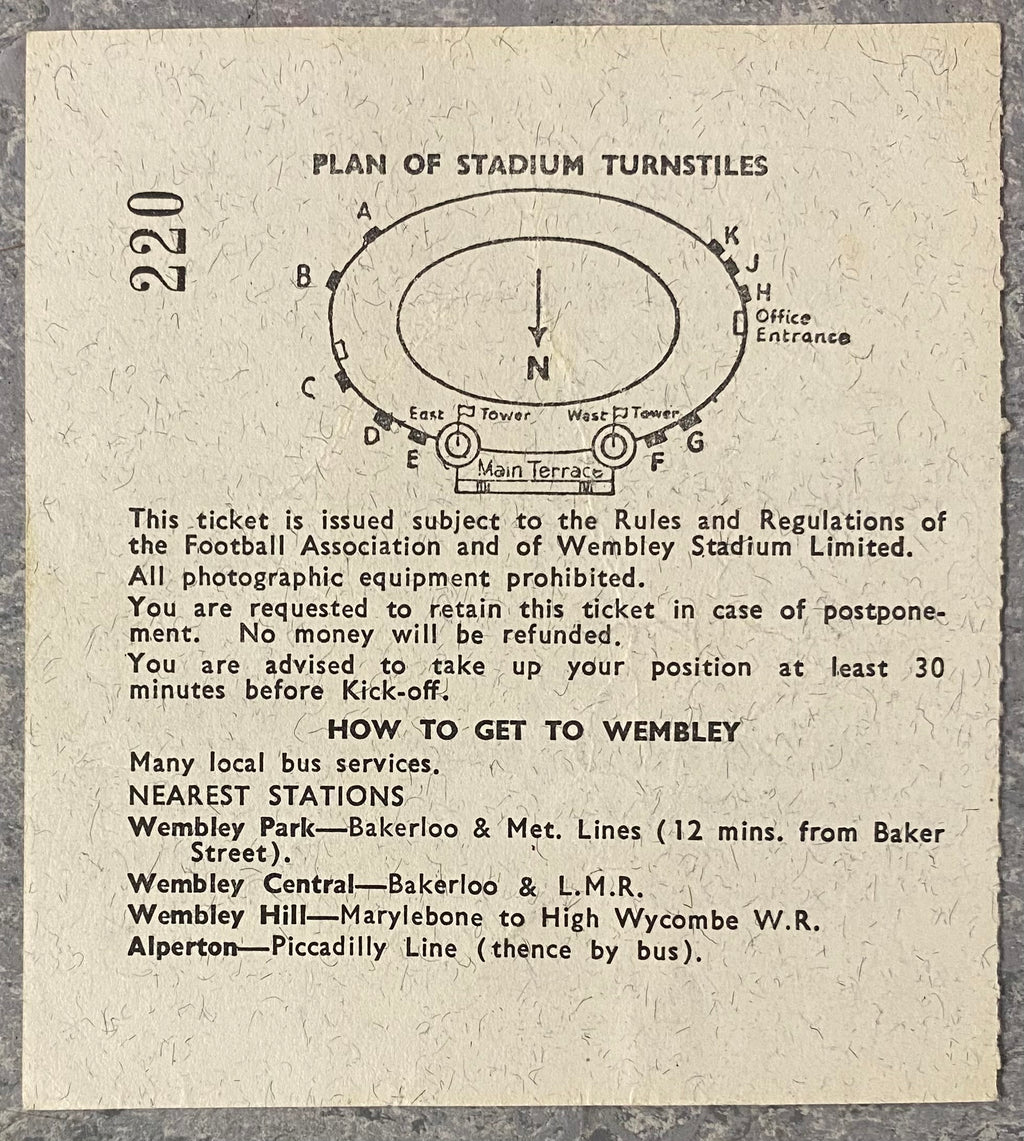 PLAN OF STADIUM TURNSTILES
220
A
B
C
D
E
K
J
H
Office
Entrance
N
East Tower
West Tower
G
F
Main Terrace
This ticket is issued subject to the Rules and Regulations of
the Football Association and of Wembley Stadium Limited.
All photographic equipment prohibited.
You are requested to retain this ticket in case of postpone-
ment. No money will be refunded.
You are advised to take up your position at least 30
minutes before Kick-off.
HOW TO GET TO WEMBLEY
Many local bus services.
NEAREST STATIONS
Wembley Park—Bakerloo & Met. Lines (12 mins. from Baker
Street).
Wembley Central—Bakerloo & L.M.R.
Wembley Hill—Marylebone to High Wycombe W.R.
Alperton—Piccadilly Line (thence by bus).